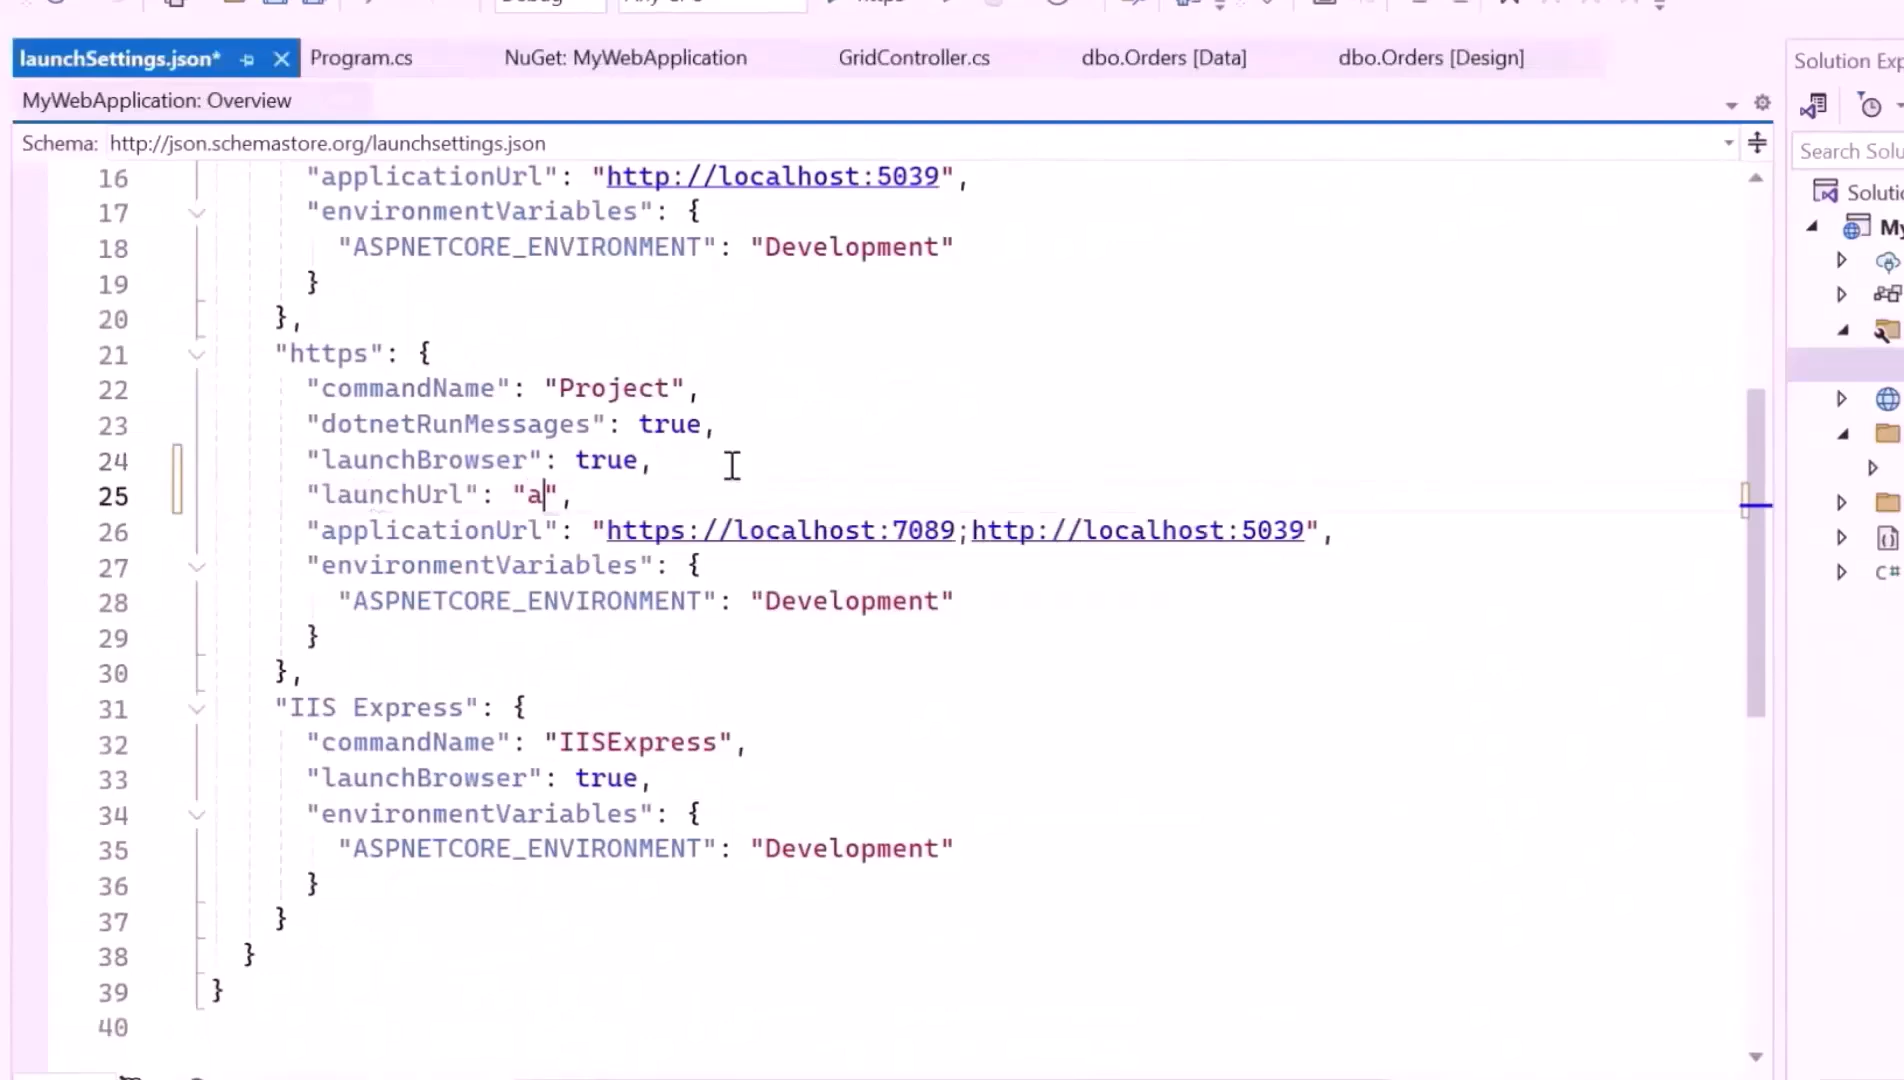 launchSettings.json* Program.cs NuGet: MyWebApplication GridController.cs dbo.Orders [Data] dbo.Orders [Design]
Solution Exp
MyWebApplication: Overview
Schema: http://json.schemastore.org/launchsettings.json
Search Solu
16 "applicationUrl": "http://localhost:5039",
17 "environmentVariables": {
18 "ASPNETCORE_ENVIRONMENT": "Development"
19 }
20 },
21 "https": {
22 "commandName": "Project",
23 "dotnetRunMessages": true,
24 "launchBrowser": true,
25 "launchUrl": "a",
26 "applicationUrl": "https://localhost:7089;http://localhost:5039",
27 "environmentVariables": {
28 "ASPNETCORE_ENVIRONMENT": "Development"
29 }
30 },
31 "IIS Express": {
32 "commandName": "IISExpress",
33 "launchBrowser": true,
34 "environmentVariables": {
35 "ASPNETCORE_ENVIRONMENT": "Development"
36 }
37 }
38 }
39 }
40
Solutio
My
C#